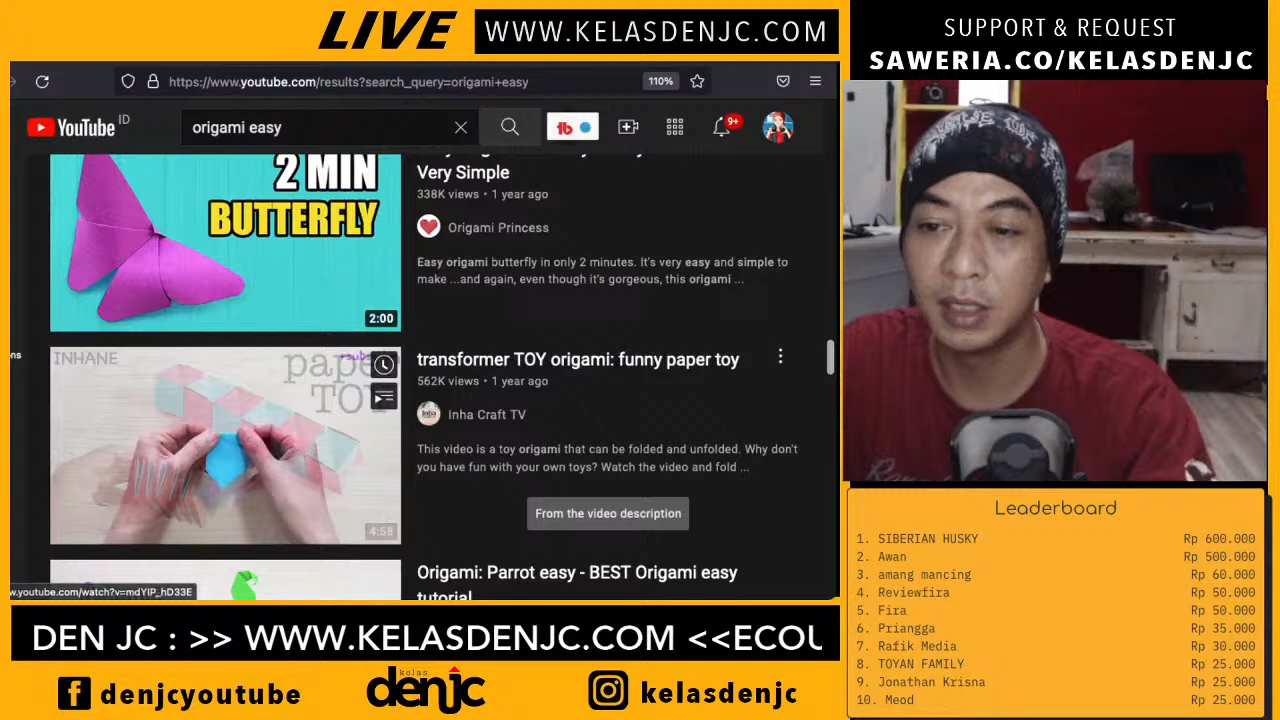 LIVE
WWW.KELASDENJC.COM
SUPPORT & REQUEST
SAWERIA.CO/KELASDENJC
https://www.youtube.com/results?search_query=origami+easy
110%
YouTube ID
origami easy
9+
2 MIN
BUTTERFLY
2:00
Very Simple
338K views • 1 year ago
Origami Princess
Easy origami butterfly in only 2 minutes. It's very easy and simple to
make ...and again, even though it's gorgeous, this origami ...
INHANE
paper
TOY
4:58
transformer TOY origami: funny paper toy
562K views • 1 year ago
Inha Craft TV
This video is a toy origami that can be folded and unfolded. Why don't
you have fun with your own toys? Watch the video and fold ...
From the video description
Origami: Parrot easy - BEST Origami easy
tutorial
w.youtube.com/watch?v=mdYIP_hD33E
Leaderboard
1. SIBERIAN HUSKY Rp 600.000
2. Awan Rp 500.000
3. amang mancing Rp 60.000
4. Reviewfira Rp 50.000
5. Fira Rp 50.000
6. Priangga Rp 35.000
7. Rafik Media Rp 30.000
8. TOYAN FAMILY Rp 25.000
9. Jonathan Krisna Rp 25.000
10. Meod Rp 25.000
DEN JC : >> WWW.KELASDENJC.COM <<ECOU
denjcyoutube
kelas
denjc
kelasdenjc